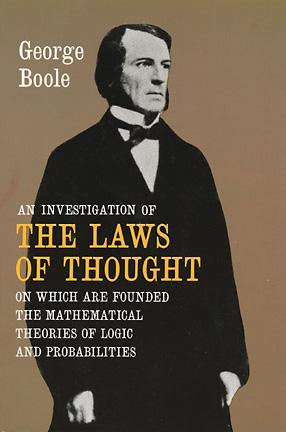 George
Boole
AN INVESTIGATION OF
THE LAWS
OF THOUGHT
ON WHICH ARE FOUNDED
THE MATHEMATICAL
THEORIES OF LOGIC
AND PROBABILITIES